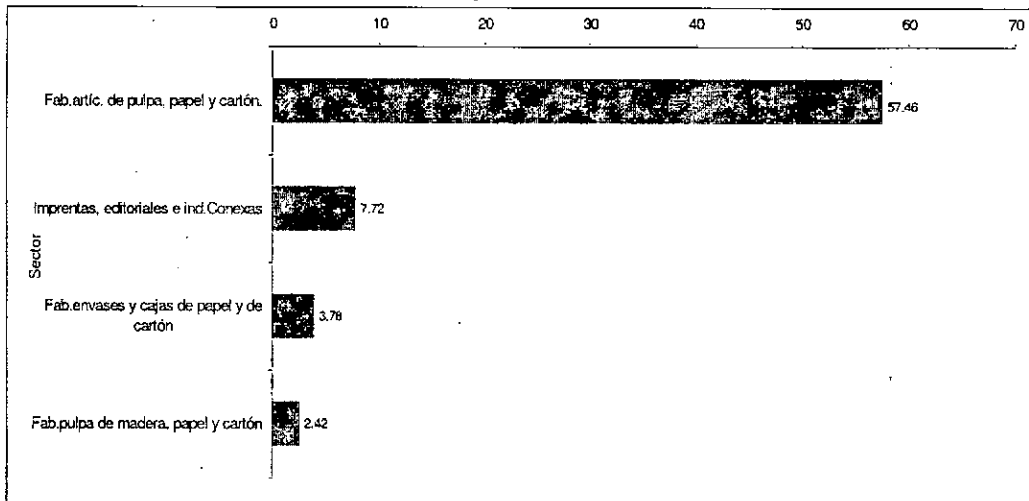 0 10 20 30 40 50 60 70
Fab.artíc. de pulpa, papel y cartón.
57.46
Imprentas, editoriales e ind.Conexas
7.72
Sector
Fab.envases y cajas de papel y de
cartón
3.78
Fab.pulpa de madera, papel y cartón
2.42